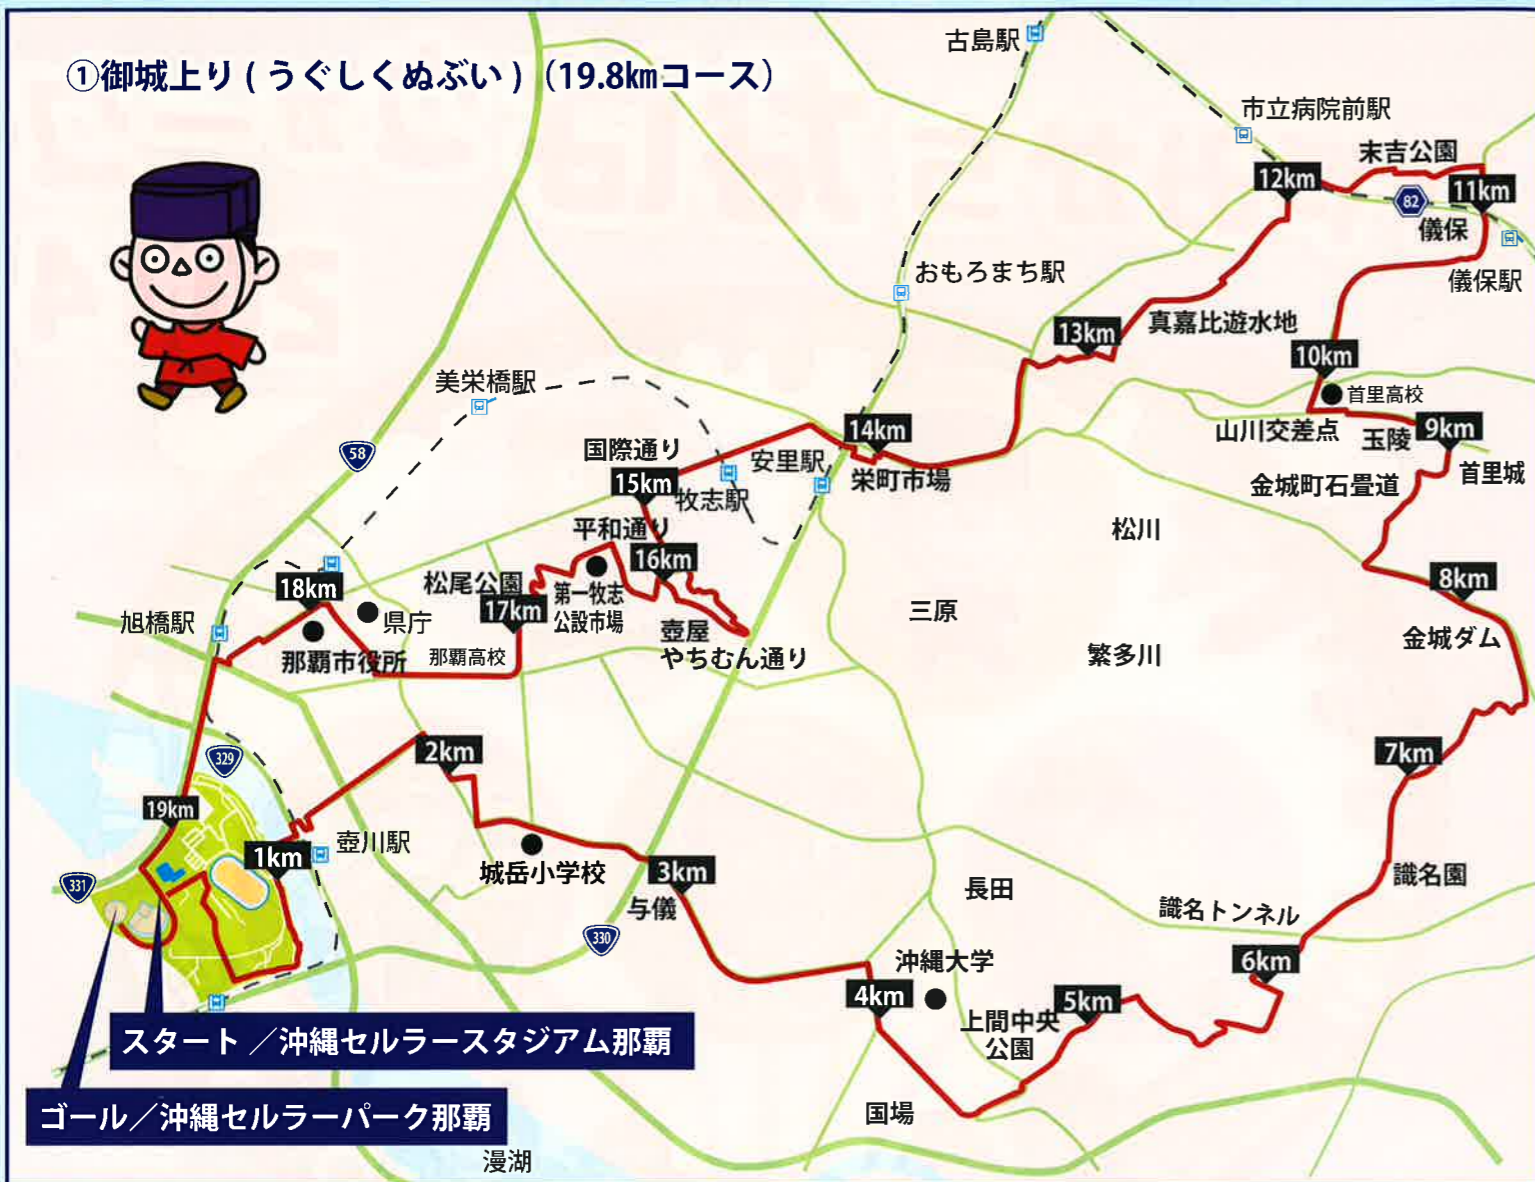 ①御城上り(うぐしくぬぶい)（19.8㎞コース）
古島駅
市立病院前駅
末吉公園
12km
11km
82
儀保
儀保駅
おもろまち駅
真嘉比遊水地
13km
10km
首里高校
美栄橋駅
山川交差点
玉陵
9km
14km
58
国際通り
安里駅
栄町市場
首里城
金城町石畳道
15km
牧志駅
平和通り
松川
16km
松尾公園
18km
17km
第一牧志
公設市場
8km
旭橋駅
県庁
三原
金城ダム
那覇市役所
那覇高校
壺屋
やちむん通り
繁多川
2km
7km
329
19km
壺川駅
1km
城岳小学校
3km
識名園
331
与儀
長田
識名トンネル
330
沖縄大学
6km
4km
5km
上間中央
公園
スタート／沖縄セルラースタジアム那覇
ゴール／沖縄セルラーパーク那覇
国場
漫湖